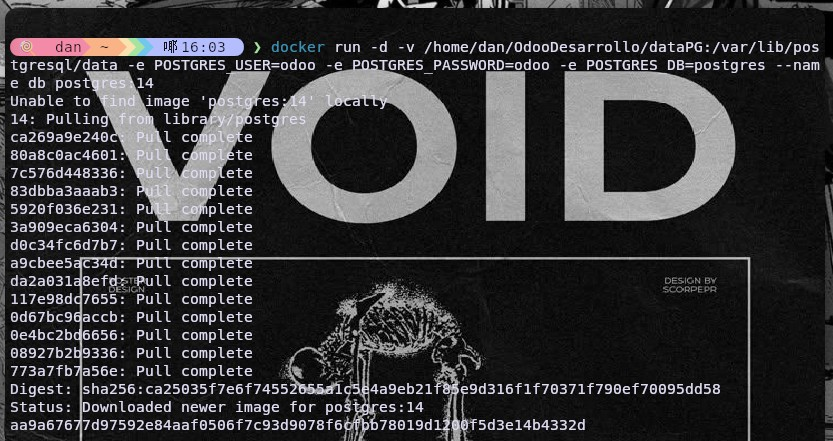 dan ~ 16:03 ❯ docker run -d -v /home/dan/OdooDesarrollo/dataPG:/var/lib/pos
tgresql/data -e POSTGRES_USER=odoo -e POSTGRES_PASSWORD=odoo -e POSTGRES_DB=postgres --nam
e db postgres:14
Unable to find image 'postgres:14' locally
14: Pulling from library/postgres
ca269a9e240c: Pull complete
80a8c0ac4601: Pull complete
7c576d448336: Pull complete
83dbba3aaab3: Pull complete
5920f036e231: Pull complete
3a909eca6304: Pull complete
d0c34fc6d7b7: Pull complete
a9cbee5ac34d: Pull complete
da2a031a8efd: Pull complete
117e98dc7655: Pull complete
0d67bc96accb: Pull complete
0e4bc2bd6656: Pull complete
08927b2b9336: Pull complete
773a7fb7a56e: Pull complete
Digest: sha256:ca25035f7e6f74552655a1c5e4a9eb21f85e9d316f1f70371f790ef70095dd58
Status: Downloaded newer image for postgres:14
aa9a67677d97592e84aaf0506f7c93d9078f6cfbb78019d1200f5d3e14b4332d
VOID
DESIGN
DESIGN BY
SCORPEPR